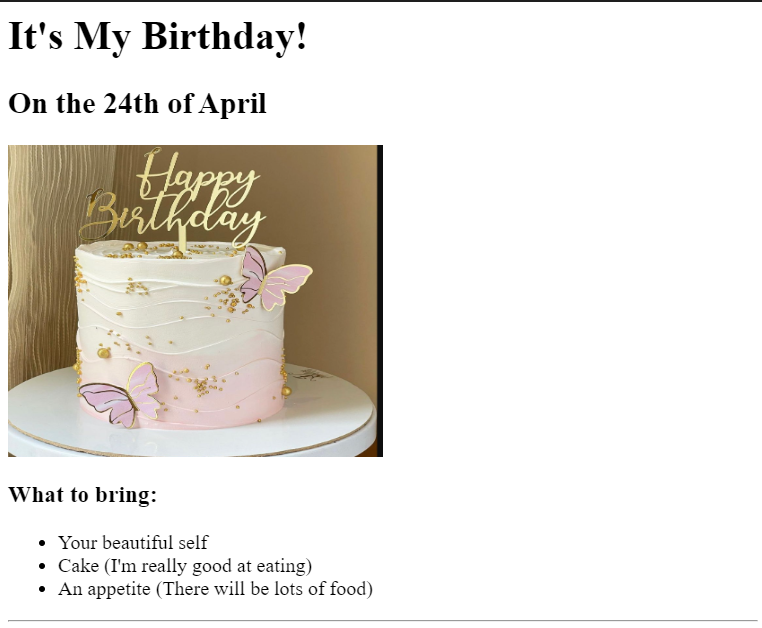 It's My Birthday!
On the 24th of April
Happy
Birthday
What to bring:
Your beautiful self
Cake (I'm really good at eating)
An appetite (There will be lots of food)